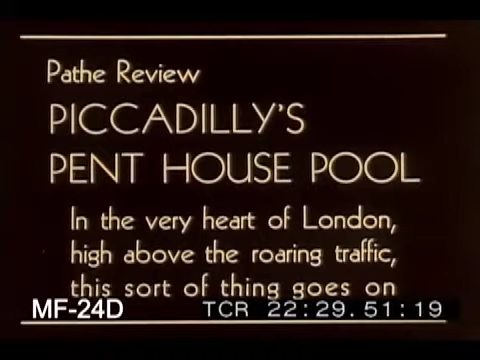 Pathe Review
PICCADILLY'S
PENT HOUSE POOL
In the very heart of London,
high above the roaring traffic,
this sort of thing goes on
MF-24D TCR 22:29.51:19